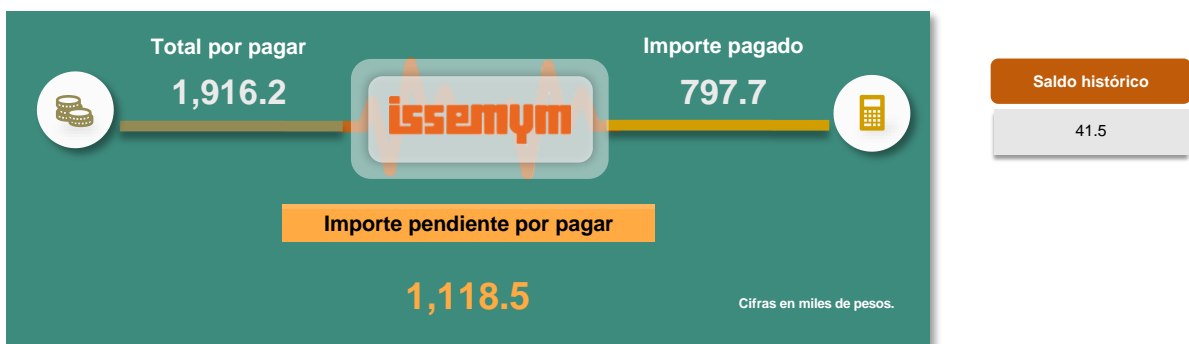 Total por pagar
1,916.2
issemym
Importe pagado
797.7
Importe pendiente por pagar
1,118.5
Cifras en miles de pesos.
Saldo histórico
41.5